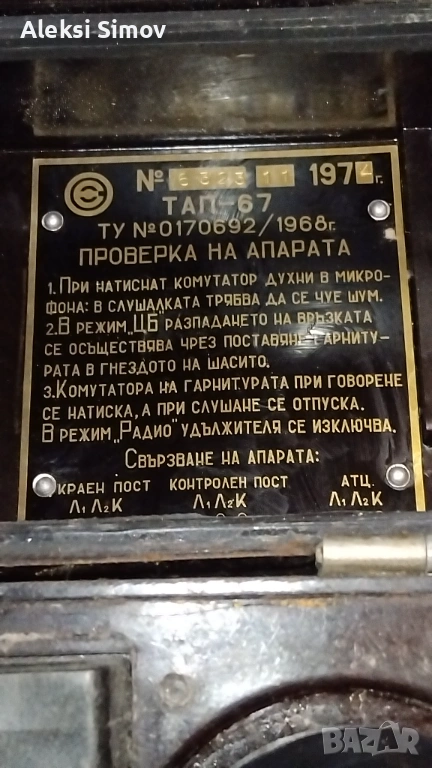 Aleksi Simov
№ 6323 11 1974 г.
ТАП-67
ТУ №0170692/1968г.
ПРОВЕРКА НА АПАРАТА
1. ПРИ НАТИСНАТ КОМУТАТОР ДУХНИ В МИКРО-
ФОНА: В СЛУШАЛКАТА ТРЯБВА ДА СЕ ЧУЕ ШУМ.
2. В РЕЖИМ „ЦБ" РАЗПАДАНЕТО НА ВРЪЗКАТА
СЕ ОСЪЩЕСТВЯВА ЧРЕЗ ПОСТАВЯНЕ ГАРНИТУ-
РАТА В ГНЕЗДОТО НА ШАСИТО.
3. КОМУТАТОРА НА ГАРНИТУРАТА ПРИ ГОВОРЕНЕ
СЕ НАТИСКА, А ПРИ СЛУШАНЕ СЕ ОТПУСКА.
В РЕЖИМ „РАДИО" УДЪЛЖИТЕЛЯ СЕ ИЗКЛЮЧВА.
СВЪРЗВАНЕ НА АПАРАТА:
КРАЕН ПОСТ КОНТРОЛЕН ПОСТ АТЦ.
Л₁ Л₂ К Л₁ Л₂ К Л₁ Л₂ К
BAZAR